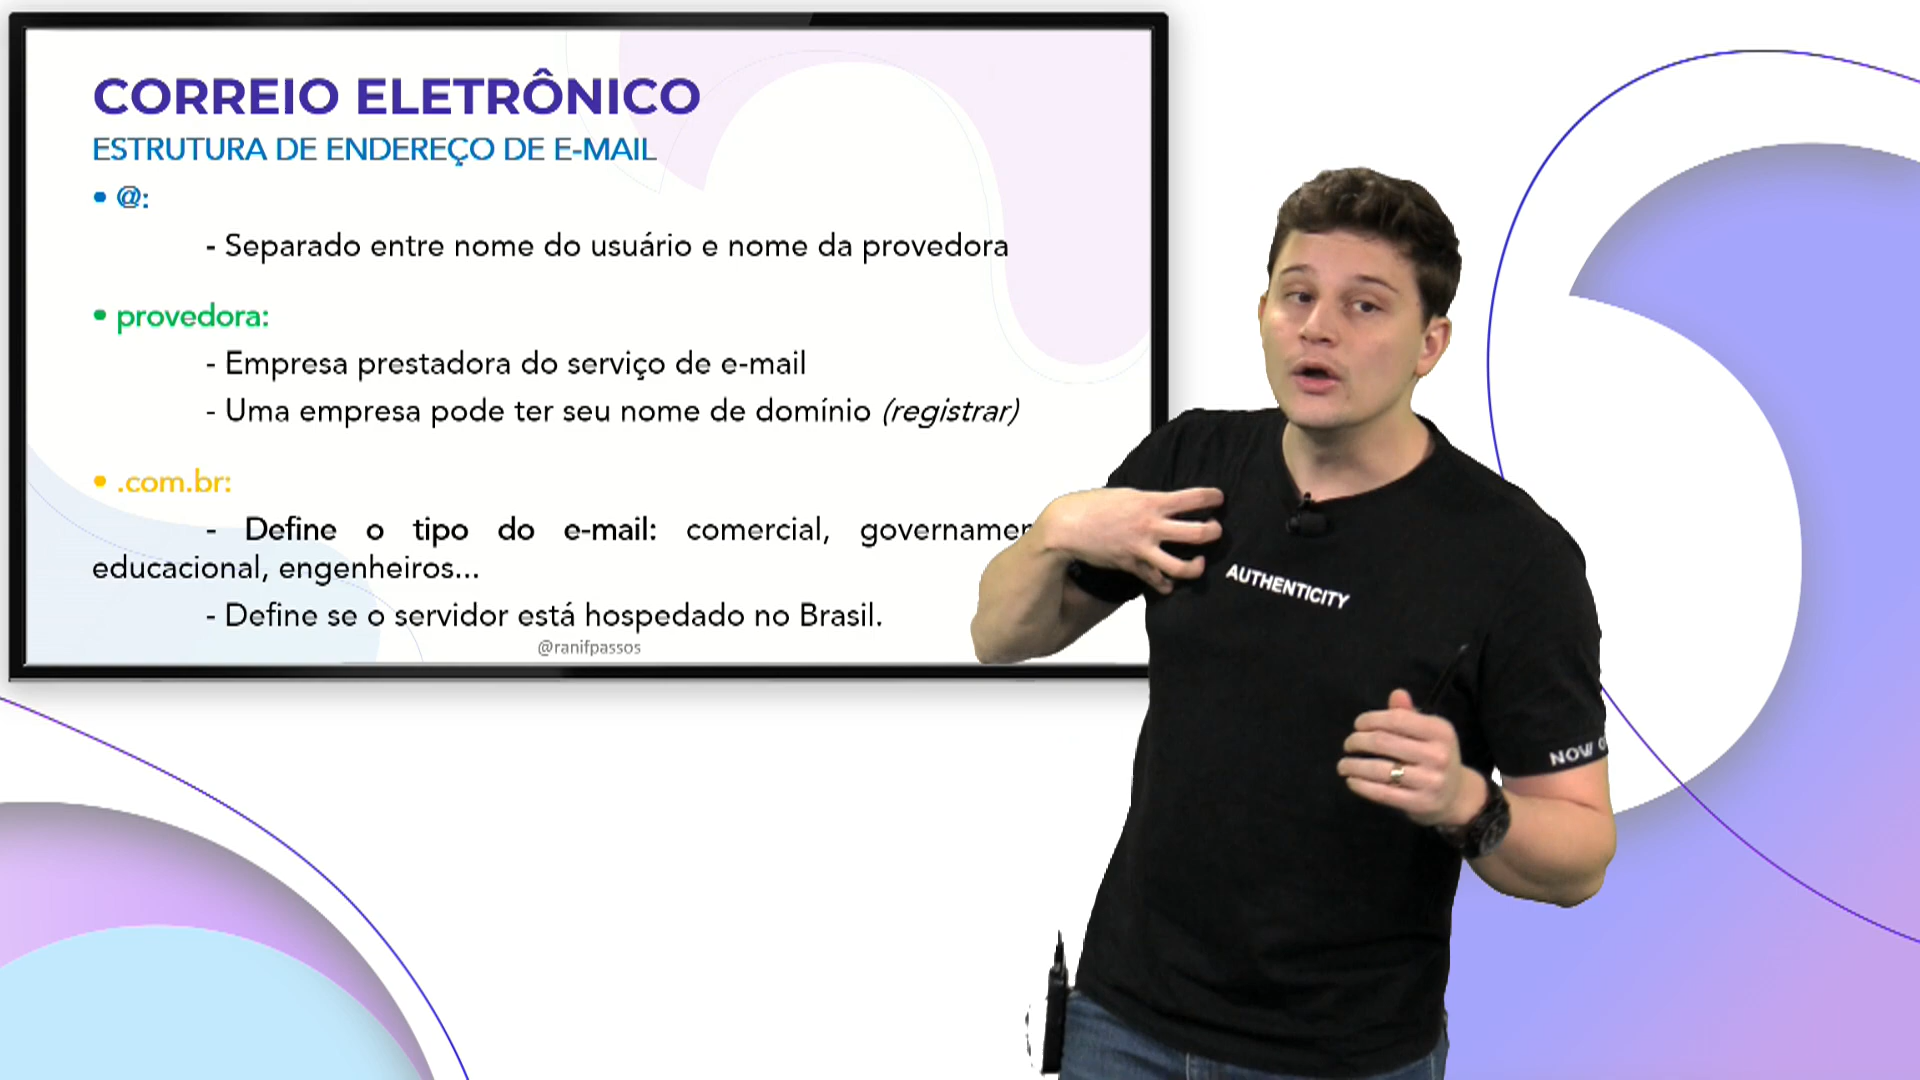 CORREIO ELETRÔNICO
ESTRUTURA DE ENDEREÇO DE E-MAIL
• @:
- Separado entre nome do usuário e nome da provedora
• provedora:
- Empresa prestadora do serviço de e-mail
- Uma empresa pode ter seu nome de domínio (registrar)
• .com.br:
- Define o tipo do e-mail: comercial,
educacional, engenheiros...
- Define se o servidor está hospedado no Brasil.
@ranifpassos
AUTHENTICITY
NOW